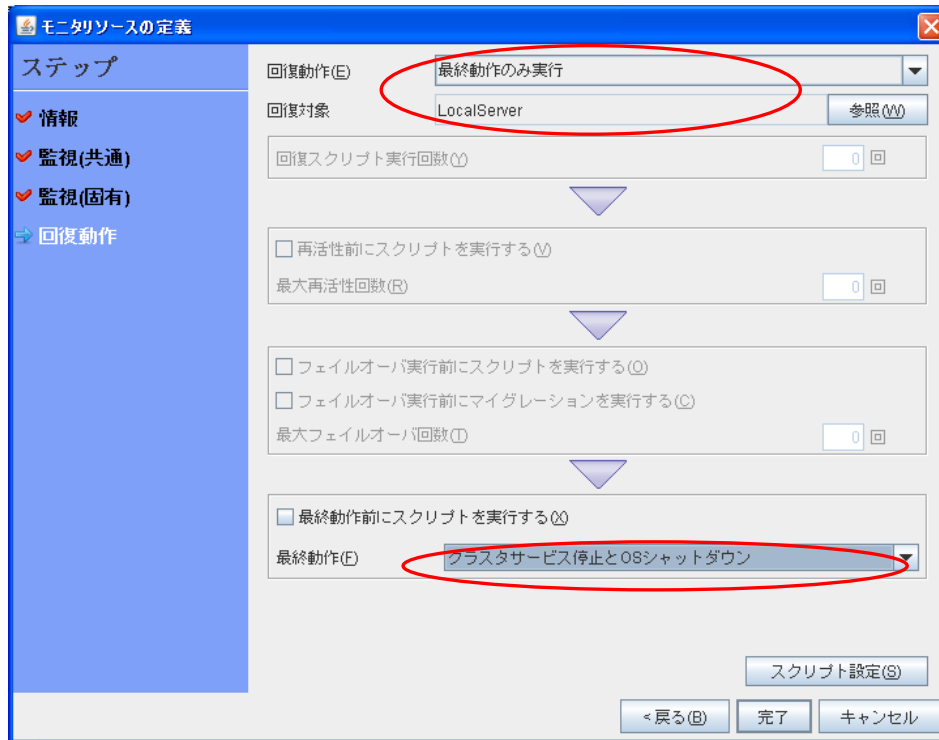 モニタリソースの定義
ステップ
情報
監視(共通)
監視(固有)
回復動作
回復動作(E) 最終動作のみ実行
回復対象 LocalServer 参照(W)
回復スクリプト実行回数(Y) 0 回
再活性前にスクリプトを実行する(V)
最大再活性回数(R) 0 回
フェイルオーバ実行前にスクリプトを実行する(O)
フェイルオーバ実行前にマイグレーションを実行する(C)
最大フェイルオーバ回数(T) 0 回
最終動作前にスクリプトを実行する(X)
最終動作(F) クラスタサービス停止とOSシャットダウン
スクリプト設定(S)
<戻る(B) 完了 キャンセル